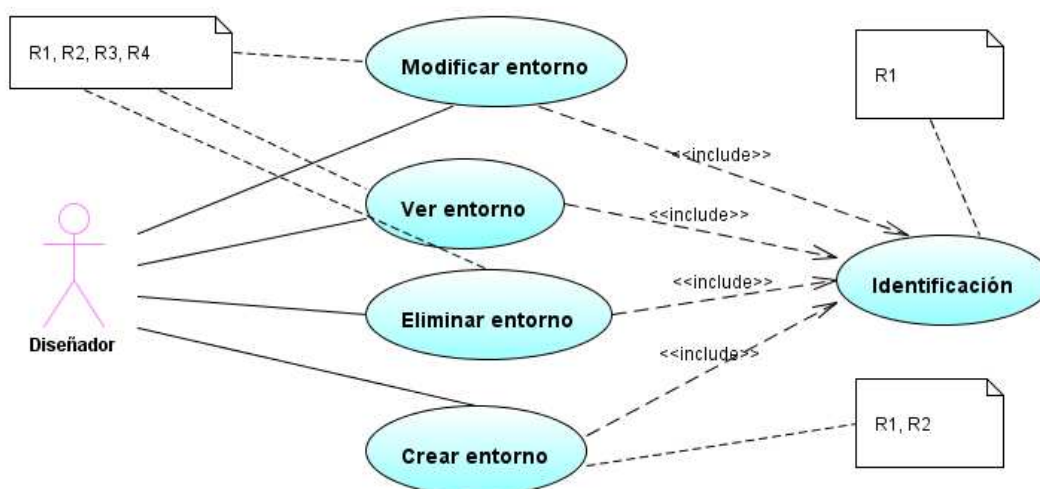 R1, R2, R3, R4
Modificar entorno
R1
<<include>>
Ver entorno
<<include>>
Identificación
<<include>>
Eliminar entorno
Diseñador
<<include>>
R1, R2
Crear entorno